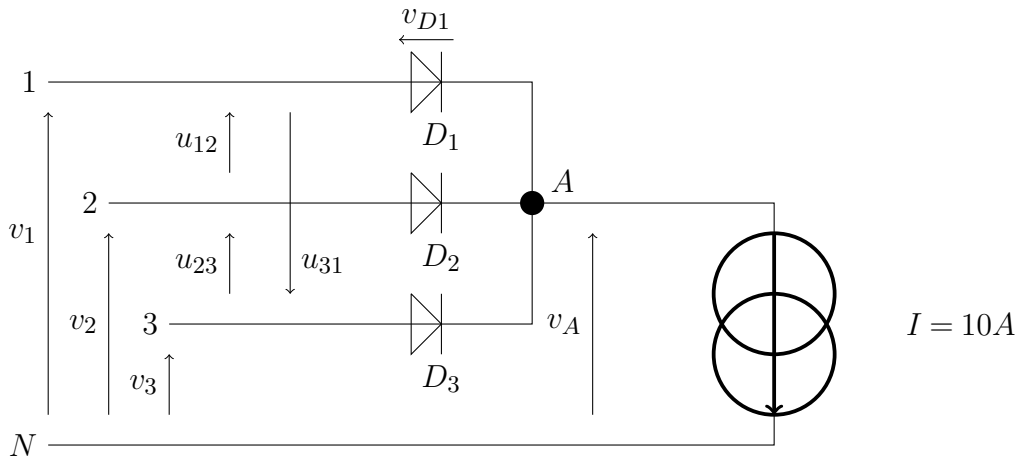 v_{D1}
1
D_1
u_{12}
2
A
v_1
D_2
u_{23}
u_{31}
v_2
3
v_A
I = 10A
v_3
D_3
N